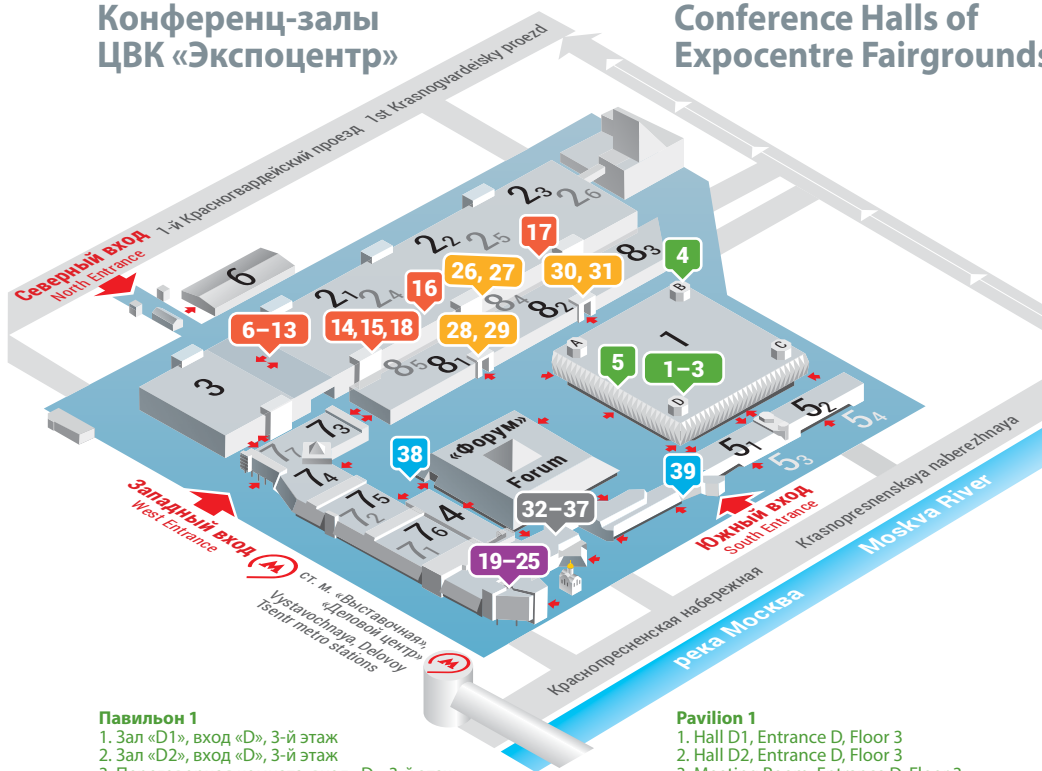 Конференц-залы
ЦВК «Экспоцентр»
Conference Halls of
Expocentre Fairgrounds
1-й Красногвардейский проезд 1st Krasnogvardeisky proezd
Северный вход
North Entrance
6
2₃
2₆
2₂
2₅
2₁
2₄
8₃
8₄
8₂
8₅
8₁
3
17
4
26, 27
30, 31
16
6–13
14, 15, 18
28, 29
B
A
C
D
1
5
1–3
5₂
5₄
5₁
5₃
7₃
7₇
7₄
7₅
7₂
7₆
7₁
4
«Форум»
Forum
38
39
32–37
19–25
Западный вход
West Entrance
Южный вход
South Entrance
ст. м. «Выставочная»,
«Деловой центр»
Vystavochnaya, Delovoy
Tsentr metro stations
Краснопресненская набережная Krasnopresnenskaya naberezhnaya
река Москва Moskva River
Павильон 1
1. Зал «D1», вход «D», 3-й этаж
2. Зал «D2», вход «D», 3-й этаж
Pavilion 1
1. Hall D1, Entrance D, Floor 3
2. Hall D2, Entrance D, Floor 3
3. Meeting Room, Entrance D, Floor 3